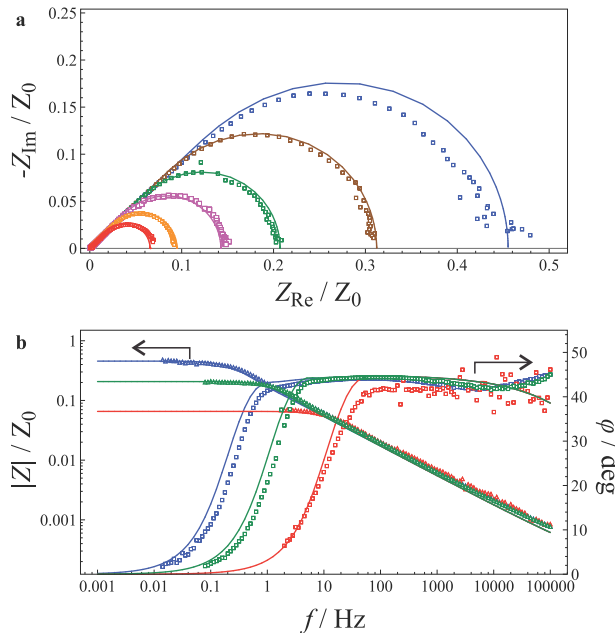 a
0.25
0.2
0.15
0.1
0.05
0
-Z_Im / Z_0
0 0.1 0.2 0.3 0.4 0.5
Z_Re / Z_0
b
1
0.1
0.01
0.001
|Z| / Z_0
50
40
30
20
10
0
φ / deg
0.001 0.01 0.1 1 10 100 1000 10000 100000
f / Hz